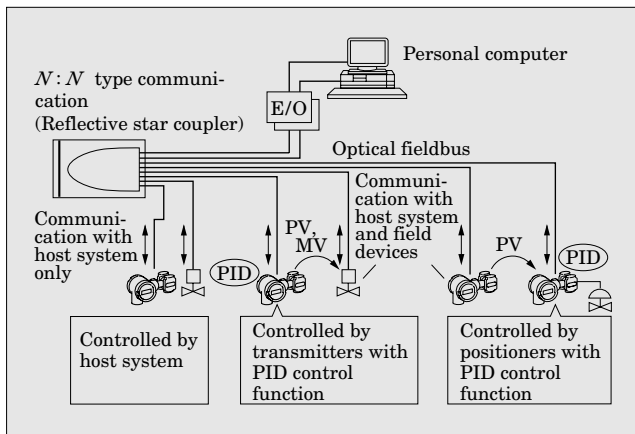 Personal computer
N : N type communi-
cation
(Reflective star coupler)
E/O
Optical fieldbus
Communi-
cation with
host system
only
PV,
MV
Communi-
cation with
host system
and field
devices
PV
PID
PID
Controlled by
host system
Controlled by
transmitters with
PID control
function
Controlled by
positioners with
PID control
function